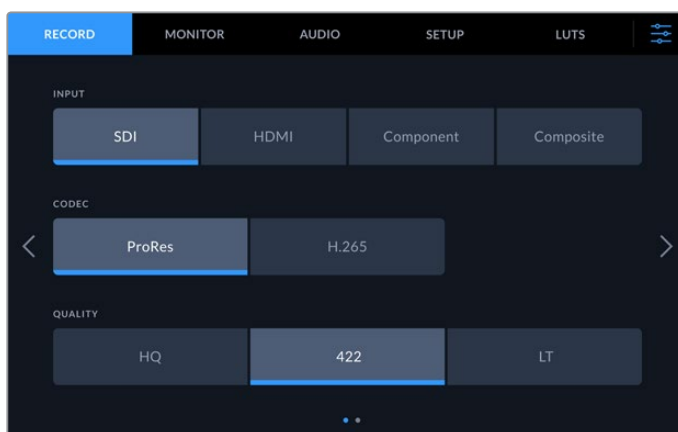 RECORD MONITOR AUDIO SETUP LUTS
INPUT
SDI HDMI Component Composite
CODEC
ProRes H.265
QUALITY
HQ 422 LT